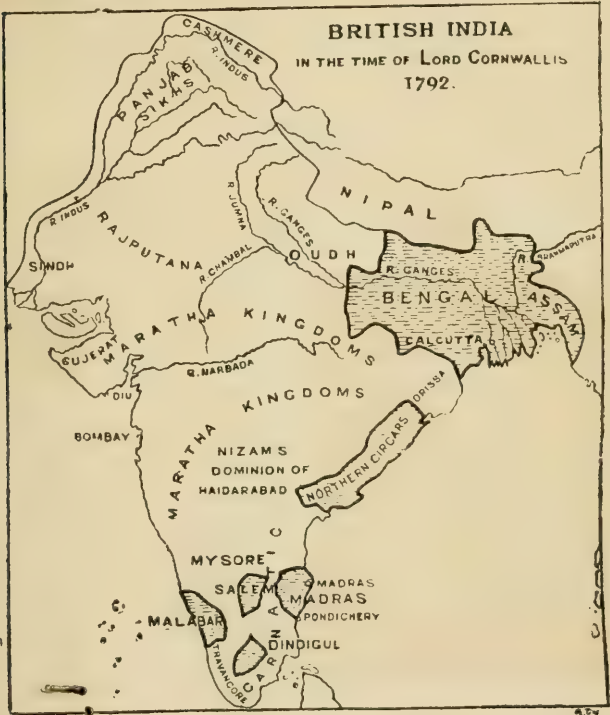 BRITISH INDIA
IN THE TIME OF LORD CORNWALLIS
1792.
CASHMERE
R. INDUS
PANJAB
SIKHS
R. INDUS
SINDH
RAJPUTANA
R. JUMNA
R. GANGES
NIPAL
OUDH
R. CHAMBAL
R. GANGES
R. BRAHMAPUTRA
BENGAL
ASSAM
CALCUTTA
GUJERAT
MARATHA KINGDOMS
R. NARBADA
DIU
ORISSA
BOMBAY
MARATHA KINGDOMS
NIZAMS
DOMINION OF
HAIDARABAD
NORTHERN CIRCARS
MYSORE
SALEM
CARNATIC
MADRAS
MADRAS
PONDICHERY
MALABAR
DINDIGUL
TRAVANCORE